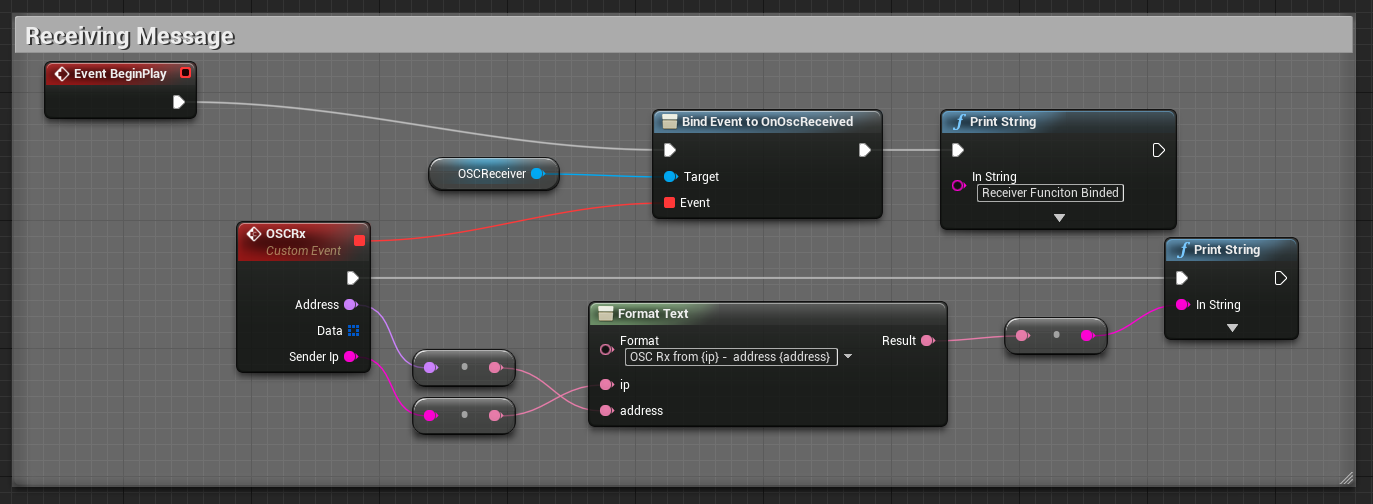 Receiving Message
Event BeginPlay
Bind Event to OnOscReceived
Print String
OSCReceiver
Target
In String
Receiver Funciton Binded
Event
OSCRx
Custom Event
Print String
Address
In String
Data
Sender Ip
Format Text
Format
Result
OSC Rx from {ip} -  address {address}
ip
address